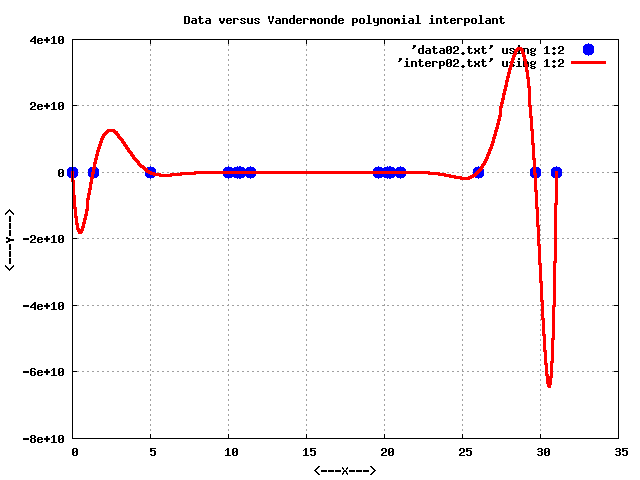 Data versus Vandermonde polynomial interpolant
'data02.txt' using 1:2
'interp02.txt' using 1:2
4e+10
2e+10
0
-2e+10
-4e+10
-6e+10
-8e+10
<---Y--->
0 5 10 15 20 25 30 35
<---X--->